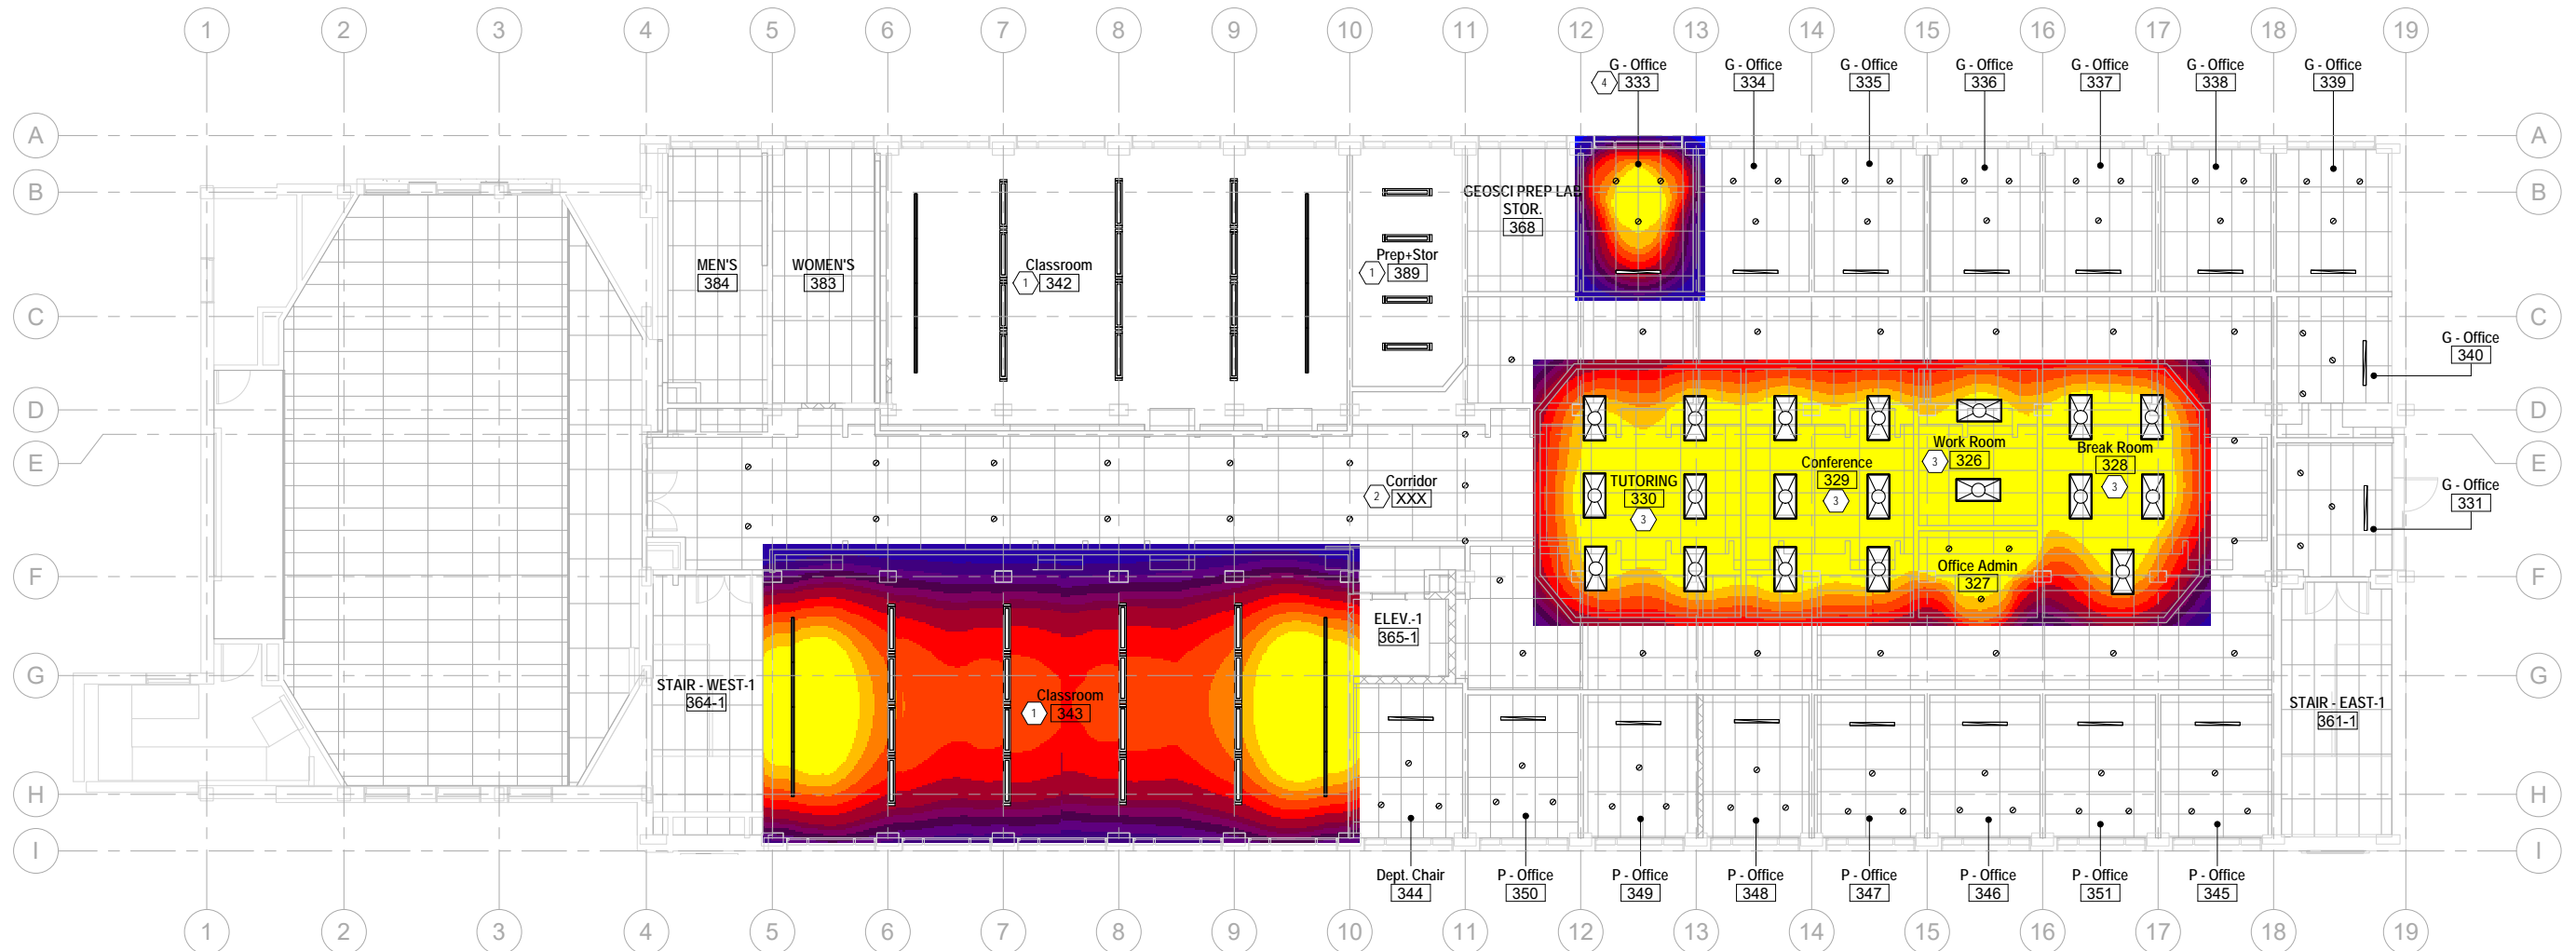 1 2 3 4 5 6 7 8 9 10 11 12 13 14 15 16 17 18 19
G - Office G - Office G - Office G - Office G - Office G - Office G - Office
4 333 334 335 336 337 338 339
A A
B B
GEOSCI PREP LAB
STOR.
368
MEN'S
384
WOMEN'S
383
Classroom
1 342
Prep+Stor
1 389
C C
G - Office
340
D D
E E
Work Room
3 326
Break Room
328
3
Conference
329
3
TUTORING
330
3
Corridor
2 XXX
G - Office
331
F F
Office Admin
327
ELEV.-1
365-1
G G
STAIR - WEST-1
364-1
Classroom
1 343
STAIR - EAST-1
361-1
H H
I I
Dept. Chair P - Office P - Office P - Office P - Office P - Office P - Office P - Office
344 350 349 348 347 346 351 345
1 2 3 4 5 6 7 8 9 10 11 12 13 14 15 16 17 18 19